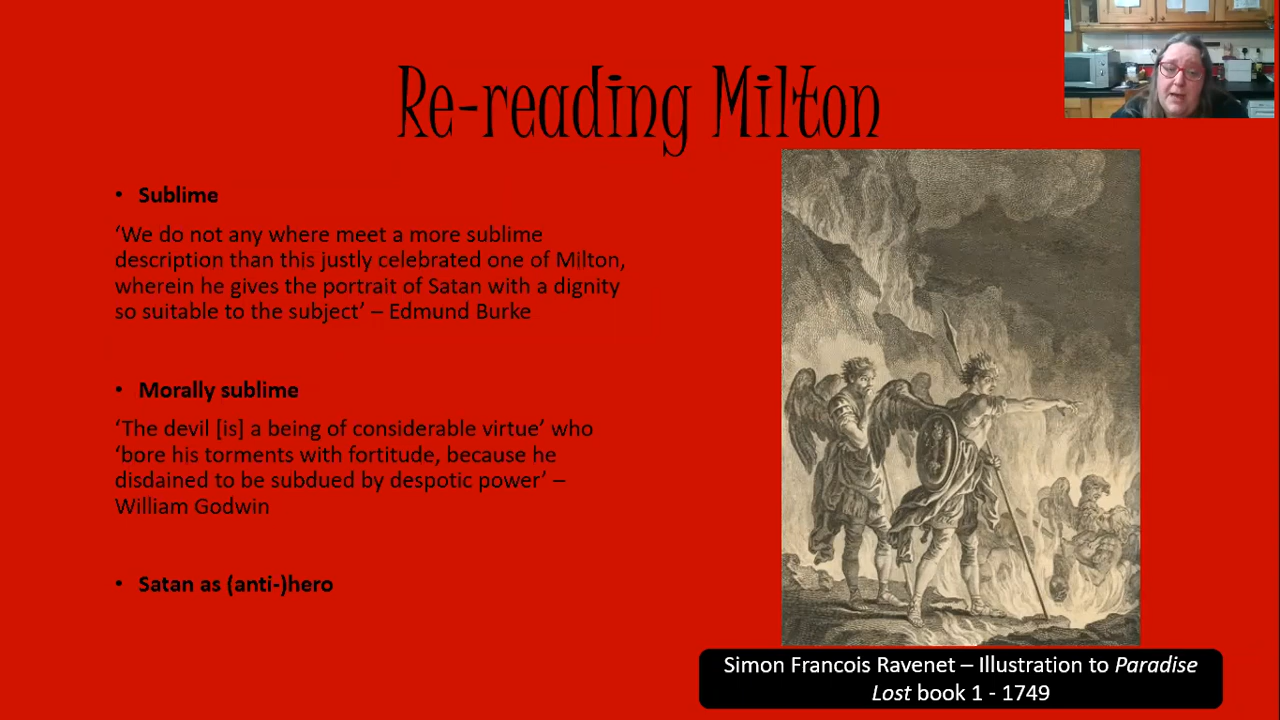 Re-reading Milton
• Sublime
‘We do not any where meet a more sublime
description than this justly celebrated one of Milton,
wherein he gives the portrait of Satan with a dignity
so suitable to the subject’ – Edmund Burke
• Morally sublime
‘The devil [is] a being of considerable virtue’ who
‘bore his torments with fortitude, because he
disdained to be subdued by despotic power’ –
William Godwin
• Satan as (anti-)hero
Simon Francois Ravenet – Illustration to Paradise
Lost book 1 - 1749